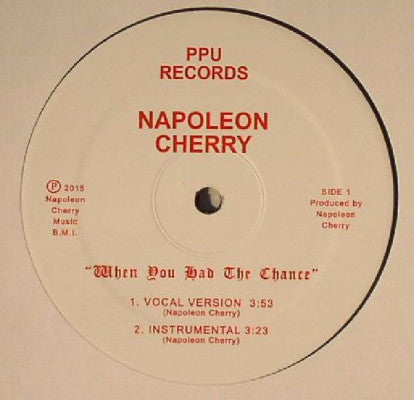 PPU
RECORDS
NAPOLEON
CHERRY
Ⓟ 2015
Napoleon
Cherry
Music
B.M.I.
SIDE 1
Produced by
Napoleon
Cherry
"When You Had The Chance"
1. VOCAL VERSION 3:53
(Napoleon Cherry)
2. INSTRUMENTAL 3:23
(Napoleon Cherry)